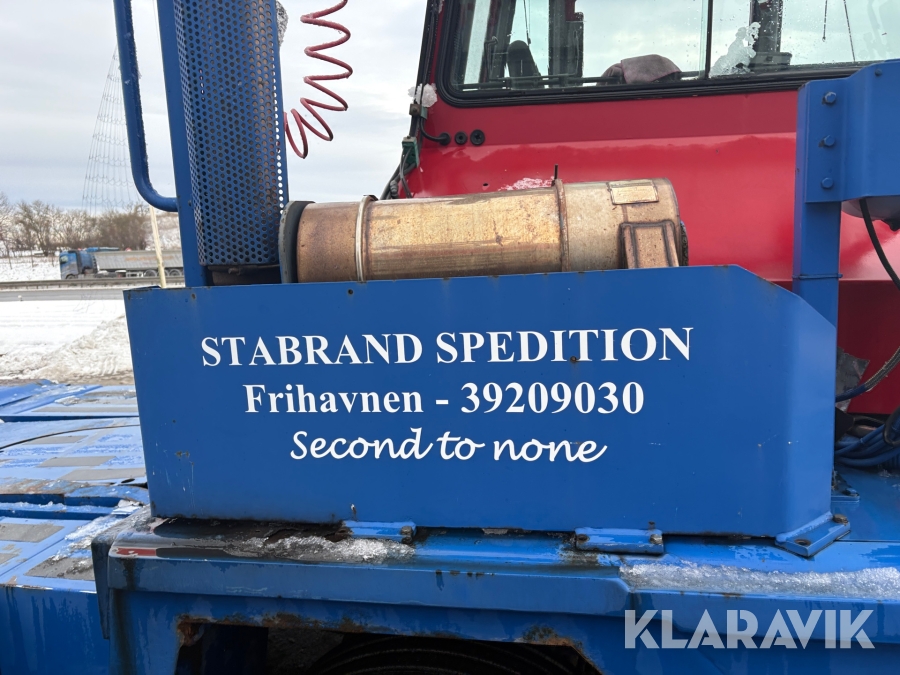 STABRAND SPEDITION
Frihavnen - 39209030
Second to none
KLARAVIK